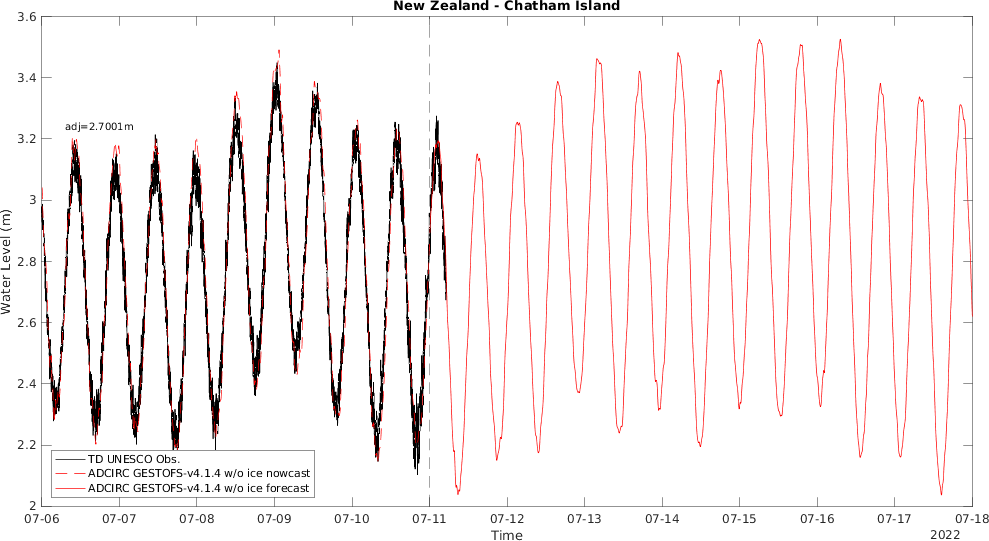 New Zealand - Chatham Island
Water Level (m)
3.6
3.4
3.2
3
2.8
2.6
2.4
2.2
2
adj=2.7001m
TD UNESCO Obs.
ADCIRC GESTOFS-v4.1.4 w/o ice nowcast
ADCIRC GESTOFS-v4.1.4 w/o ice forecast
07-06 07-07 07-08 07-09 07-10 07-11 07-12 07-13 07-14 07-15 07-16 07-17 07-18
Time
2022